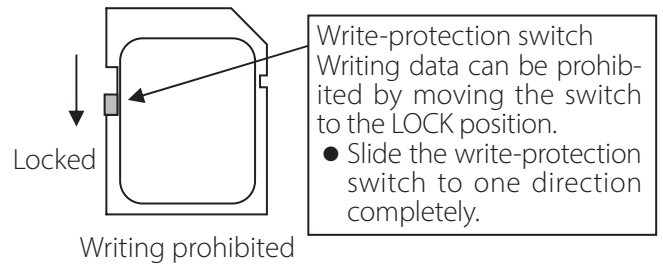 Write-protection switch
Writing data can be prohib-
ited by moving the switch
to the LOCK position.
● Slide the write-protection
switch to one direction
completely.
Locked
Writing prohibited